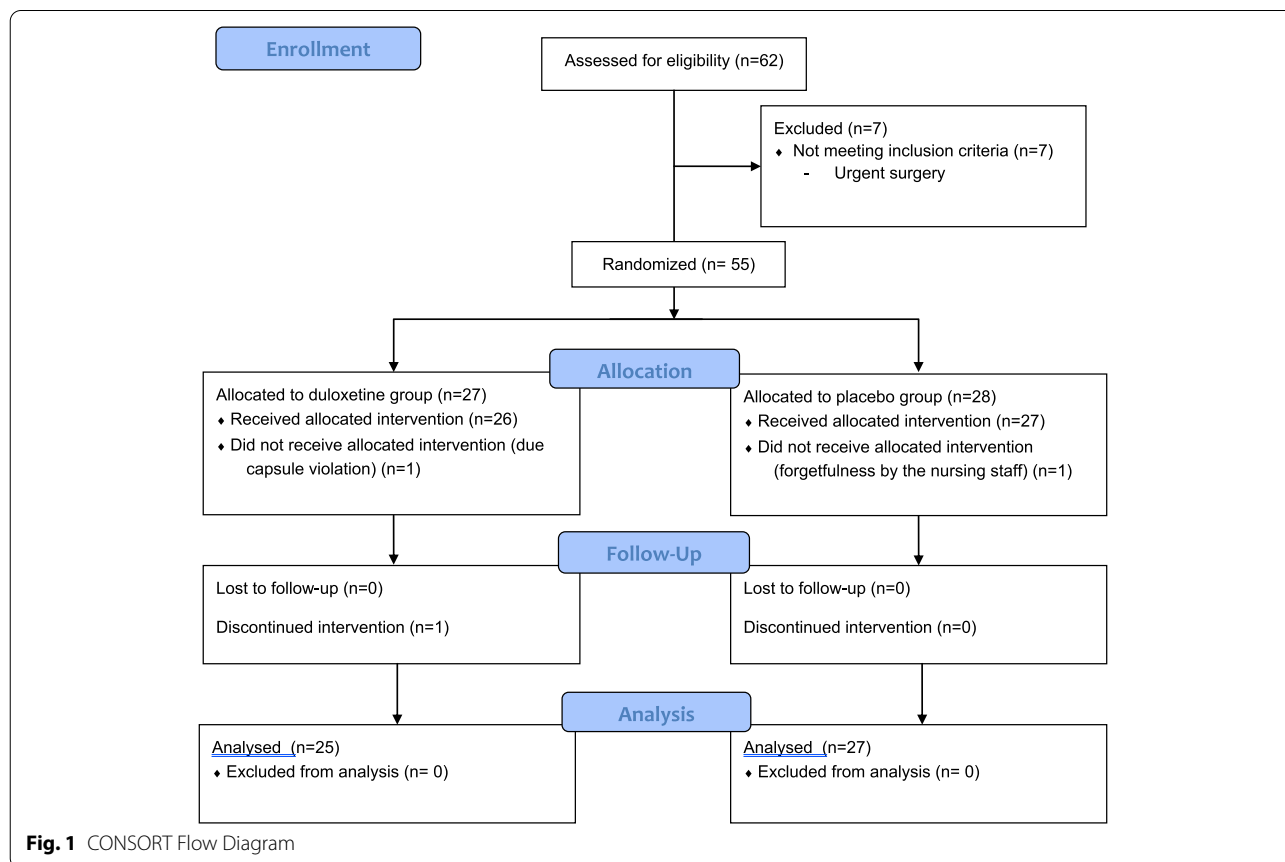 Enrollment
Assessed for eligibility (n=62)
Excluded (n=7)
♦ Not meeting inclusion criteria (n=7)
- Urgent surgery
Randomized (n= 55)
Allocation
Allocated to duloxetine group (n=27)
♦ Received allocated intervention (n=26)
♦ Did not receive allocated intervention (due
capsule violation) (n=1)
Allocated to placebo group (n=28)
♦ Received allocated intervention (n=27)
♦ Did not receive allocated intervention
(forgetfulness by the nursing staff) (n=1)
Follow-Up
Lost to follow-up (n=0)
Discontinued intervention (n=1)
Lost to follow-up (n=0)
Discontinued intervention (n=0)
Analysis
Analysed (n=25)
♦ Excluded from analysis (n= 0)
Analysed (n=27)
♦ Excluded from analysis (n= 0)
Fig. 1 CONSORT Flow Diagram